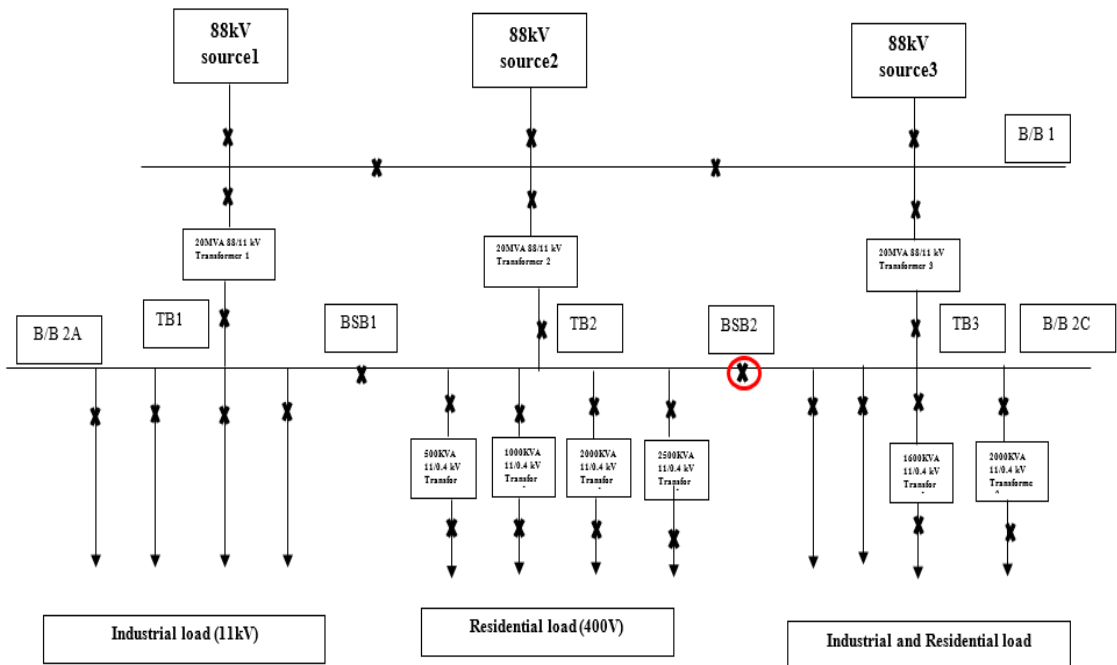 88kV
source1
88kV
source2
88kV
source3
B/B 1
20MVA 88/11 kV
Transformer 1
20MVA 88/11 kV
Transformer 2
20MVA 88/11 kV
Transformer 3
B/B 2A
TB1
BSB1
TB2
BSB2
TB3
B/B 2C
500KVA
11/0.4 kV
Transfor
1000KVA
11/0.4 kV
Transfor
2000KVA
11/0.4 kV
Transfor
2500KVA
11/0.4 kV
Transfor
1600KVA
11/0.4 kV
Transfor
2000KVA
11/0.4 kV
Transforme
Industrial load (11kV)
Residential load (400V)
Industrial and Residential load